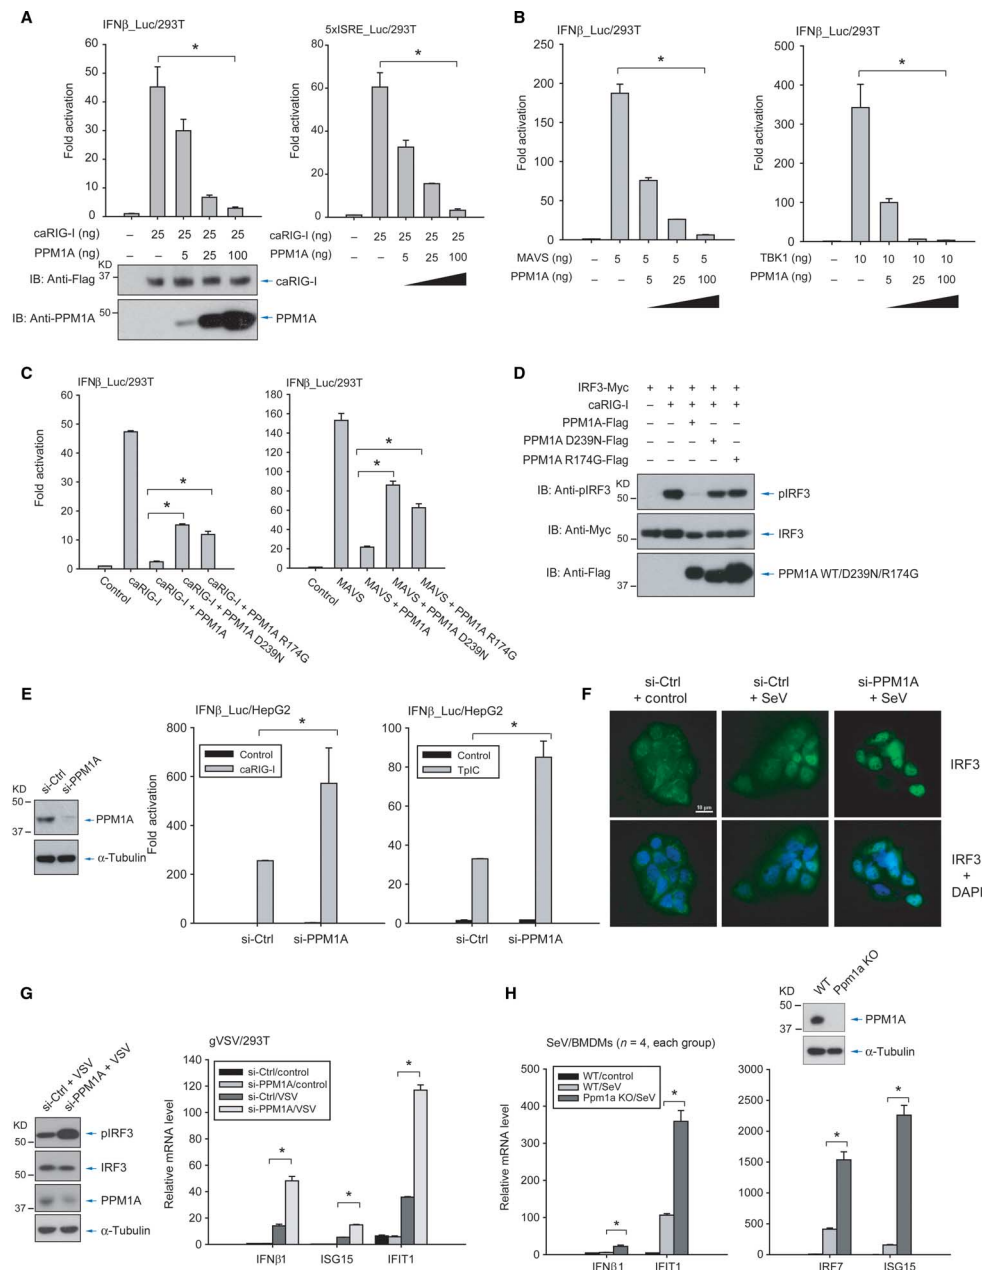 A
IFNβ_Luc/293T
Fold activation
60
50
40
30
20
10
0
*
caRIG-I (ng) – 25 25 25 25
PPM1A (ng) – – 5 25 100
KD
IB: Anti-Flag 37 caRIG-I
IB: Anti-PPM1A 50 PPM1A
5xISRE_Luc/293T
Fold activation
80
60
40
20
0
*
caRIG-I (ng) – 25 25 25 25
PPM1A (ng) – – 5 25 100
B
IFNβ_Luc/293T
Fold activation
250
200
150
100
50
0
*
MAVS (ng) – 5 5 5 5
PPM1A (ng) – – 5 25 100
IFNβ_Luc/293T
Fold activation
500
400
300
200
100
0
*
TBK1 (ng) – 10 10 10 10
PPM1A (ng) – – 5 25 100
C
IFNβ_Luc/293T
Fold activation
60
50
40
30
20
10
0
*
*
Control
caRIG-I
caRIG-I + PPM1A
caRIG-I + PPM1A D239N
caRIG-I + PPM1A R174G
IFNβ_Luc/293T
180
160
140
120
100
80
60
40
20
0
*
*
Control
MAVS
MAVS + PPM1A
MAVS + PPM1A D239N
MAVS + PPM1A R174G
D
IRF3-Myc + + + + +
caRIG-I – + + + +
PPM1A-Flag – – + – –
PPM1A D239N-Flag – – – + –
PPM1A R174G-Flag – – – – +
KD
IB: Anti-pIRF3 50 pIRF3
IB: Anti-Myc 50 IRF3
IB: Anti-Flag 37 PPM1A WT/D239N/R174G
E
si-Ctrl
si-PPM1A
KD
50
37
PPM1A
α-Tubulin
IFNβ_Luc/HepG2
Fold activation
800
600
400
200
0
*
Control
caRIG-I
si-Ctrl si-PPM1A
IFNβ_Luc/HepG2
100
80
60
40
20
0
*
Control
TpIC
si-Ctrl si-PPM1A
F
si-Ctrl
+ control
si-Ctrl
+ SeV
si-PPM1A
+ SeV
10 µm
IRF3
IRF3
+
DAPI
G
si-Ctrl + VSV
si-PPM1A + VSV
KD
50 pIRF3
50 IRF3
37 PPM1A
α-Tubulin
gVSV/293T
Relative mRNA level
140
120
100
80
60
40
20
0
si-Ctrl/control
si-PPM1A/control
si-Ctrl/VSV
si-PPM1A/VSV
*
*
*
IFNβ1 ISG15 IFIT1
H
WT
Ppm1a KO
KD
50
37
PPM1A
α-Tubulin
SeV/BMDMs (n = 4, each group)
Relative mRNA level
500
400
300
200
100
0
WT/control
WT/SeV
Ppm1a KO/SeV
*
*
IFNβ1 IFIT1
3000
2500
2000
1500
1000
500
0
*
*
IRF7 ISG15